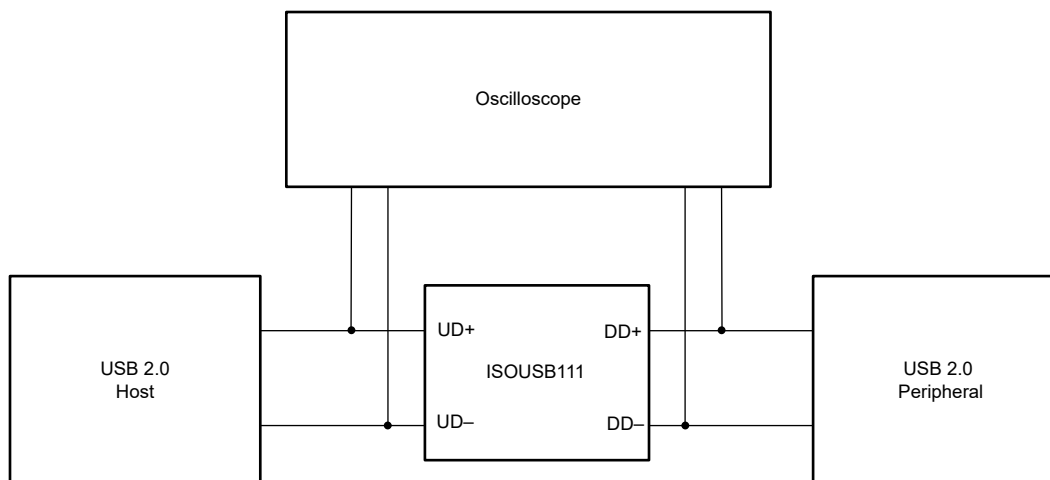 Oscilloscope
USB 2.0
Host
UD+
UD–
ISOUSB111
DD+
DD–
USB 2.0
Peripheral